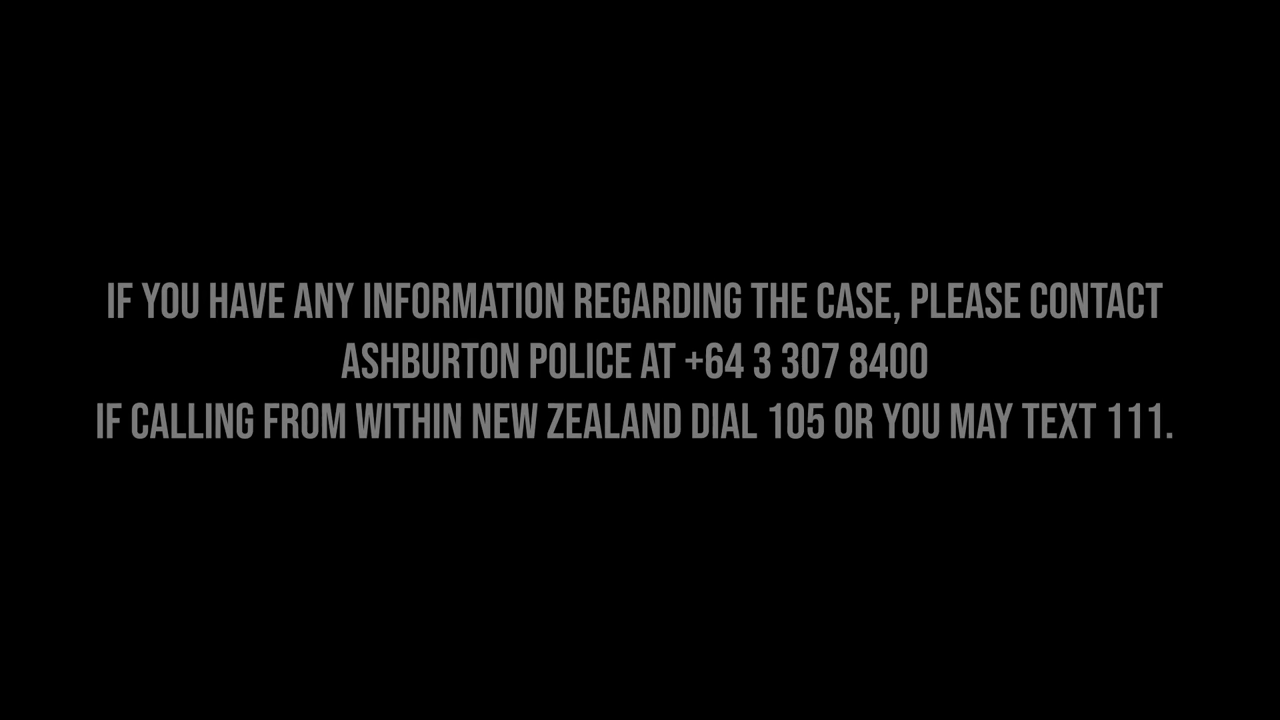 IF YOU HAVE ANY INFORMATION REGARDING THE CASE, PLEASE CONTACT
ASHBURTON POLICE AT +64 3 307 8400
IF CALLING FROM WITHIN NEW ZEALAND DIAL 105 OR YOU MAY TEXT 111.